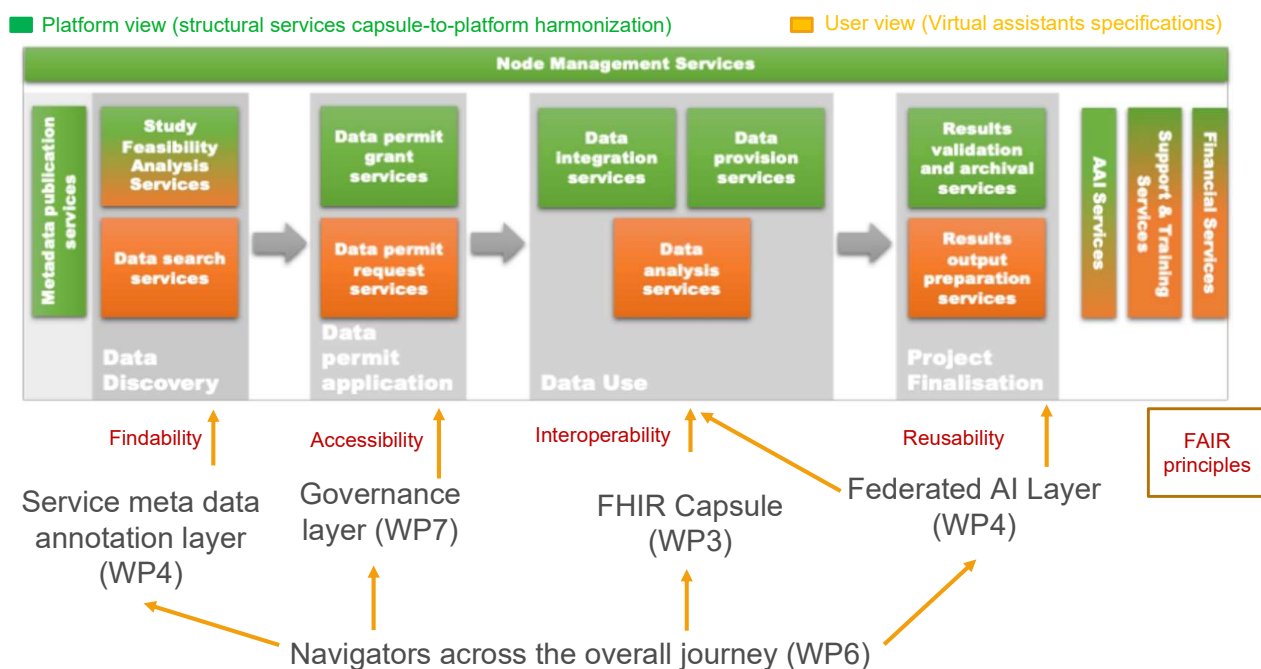 Platform view (structural services capsule-to-platform harmonization)
User view (Virtual assistants specifications)
Node Management Services
Metadata publication
services
Study
Feasibility
Analysis
Services
Data search
services
Data
Discovery
Data permit
grant
services
Data permit
request
services
Data
permit
application
Data
integration
services
Data
provision
services
Data
analysis
services
Data Use
Results
validation
and archival
services
Results
output
preparation
services
Project
Finalisation
AAI Services
Support & Training
Services
Financial Services
Findability
Accessibility
Interoperability
Reusability
FAIR
principles
Service meta data
annotation layer
(WP4)
Governance
layer (WP7)
FHIR Capsule
(WP3)
Federated AI Layer
(WP4)
Navigators across the overall journey (WP6)